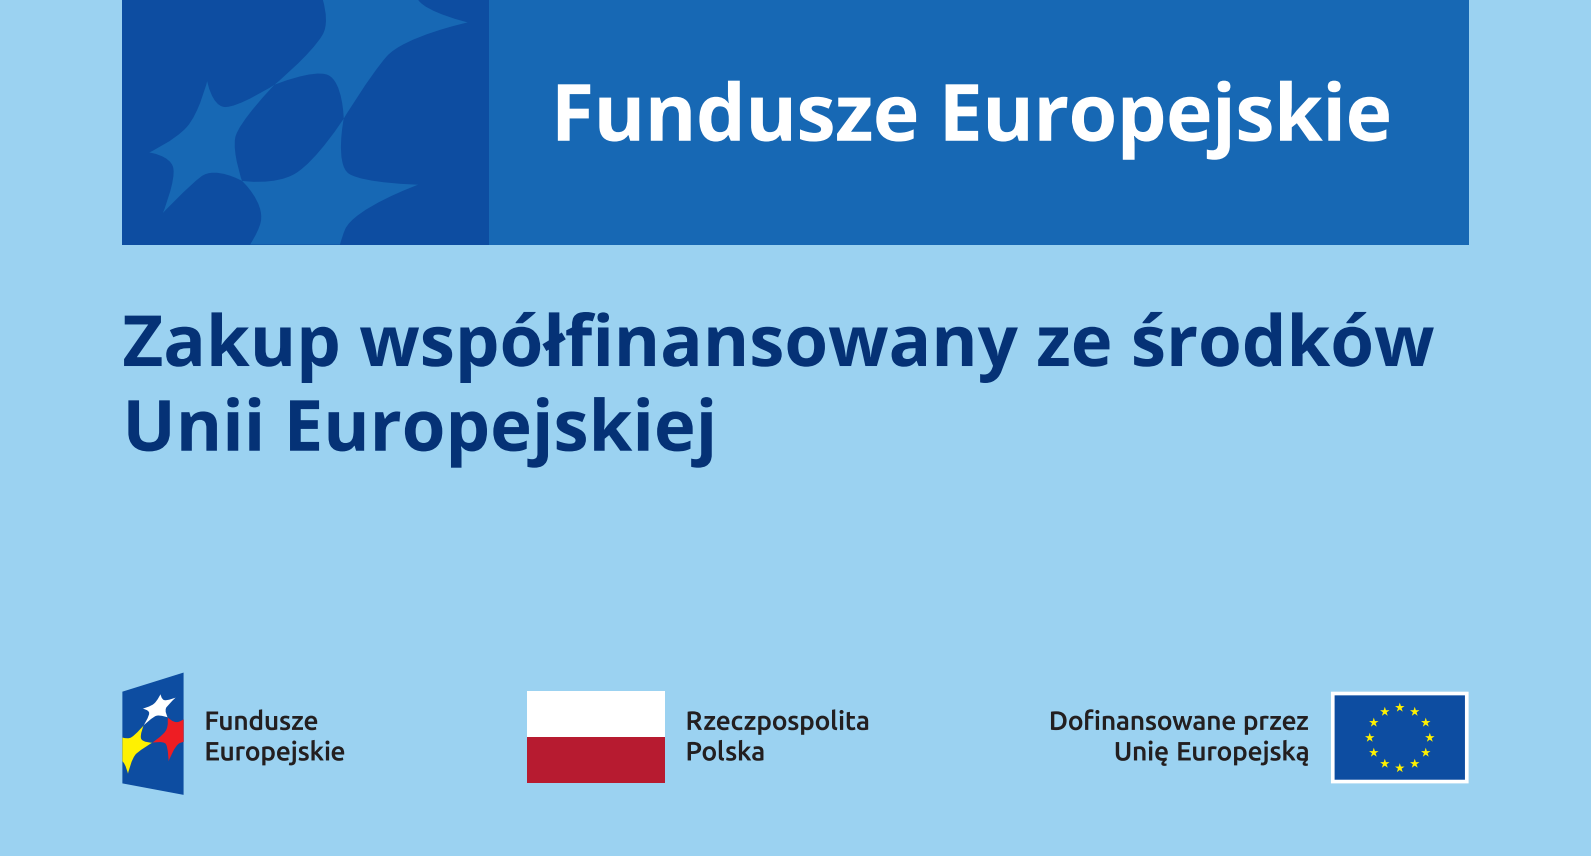 Fundusze Europejskie
Zakup współfinansowany ze środków
Unii Europejskiej
Fundusze
Europejskie
Rzeczpospolita
Polska
Dofinansowane przez
Unię Europejską